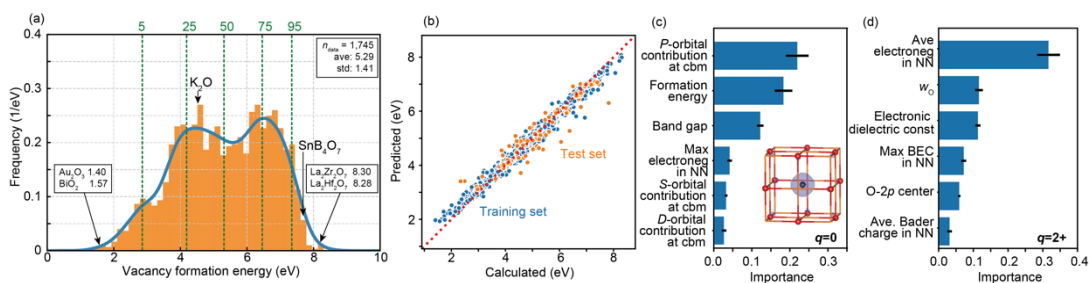 (a)
5
25
50
75
95
n_data = 1,745
ave: 5.29
std: 1.41
K₂O
SnB₄O₇
Au₂O₃ 1.40
BiO₂ 1.57
La₂Zr₂O₇ 8.30
La₂Hf₂O₇ 8.28
Frequency (1/eV)
0.4
0.3
0.2
0.1
0
0
2
4
6
8
10
Vacancy formation energy (eV)
(b)
Predicted (eV)
8
7
6
5
4
3
2
1
Test set
Training set
2
4
6
8
Calculated (eV)
(c)
P-orbital
contribution
at cbm
Formation
energy
Band gap
Max
electroneg
in NN
S-orbital
contribution
at cbm
D-orbital
contribution
at cbm
q=0
0.0
0.1
0.2
0.3
Importance
(d)
Ave
electroneg
in NN
w_O
Electronic
dielectric const
Max BEC
in NN
O-2p center
Ave. Bader
charge in NN
q=2+
0.0
0.1
0.2
0.3
0.4
Importance